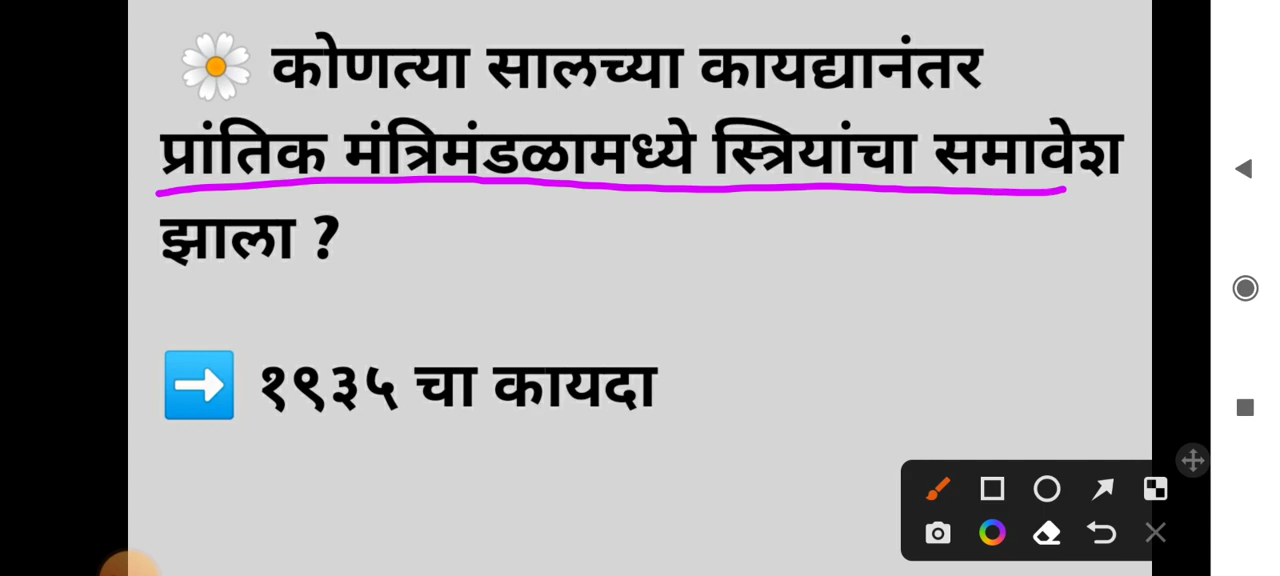 कोणत्या सालच्या कायद्यानंतर
प्रांतिक मंत्रिमंडळामध्ये स्त्रियांचा समावेश
झाला ?
१९३५ चा कायदा